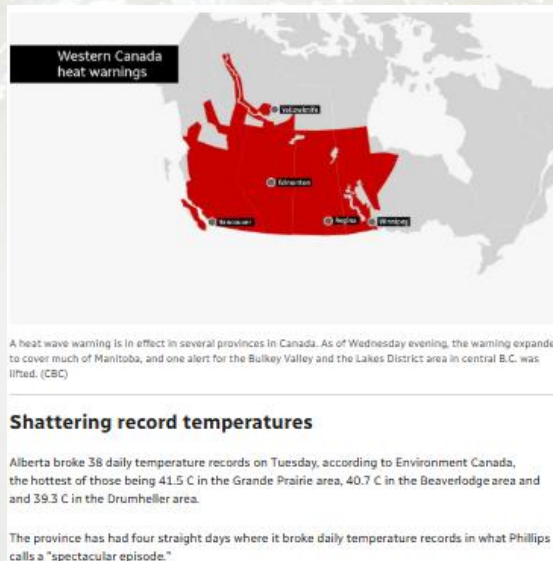 Western Canada
heat warnings
Yellowknife
Edmonton
Vancouver
Regina
Winnipeg
A heat wave warning is in effect in several provinces in Canada. As of Wednesday evening, the warning expande
to cover much of Manitoba, and one alert for the Bulkey Valley and the Lakes District area in central B.C. was
lifted. (CBC)
Shattering record temperatures
Alberta broke 38 daily temperature records on Tuesday, according to Environment Canada,
the hottest of those being 41.5 C in the Grande Prairie area, 40.7 C in the Beaverlodge area and
and 39.3 C in the Drumheller area.
The province has had four straight days where it broke daily temperature records in what Phillips
calls a "spectacular episode."